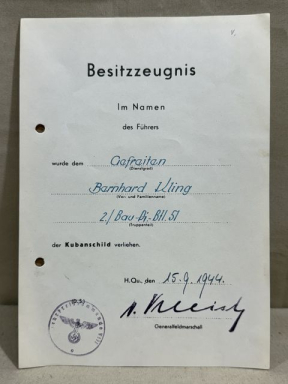 Besitzzeugnis
Im Namen
des Führers
wurde dem Gefreiten
(Dienstgrad)
Bernhard Kling
(Vor- und Familienname)
2./Bau-Pi.-Btl. 51
(Truppenteil)
der Kubanschild verliehen.
H.Qu., den 15.9.1944.
v. Kleist
Generalfeldmarschall